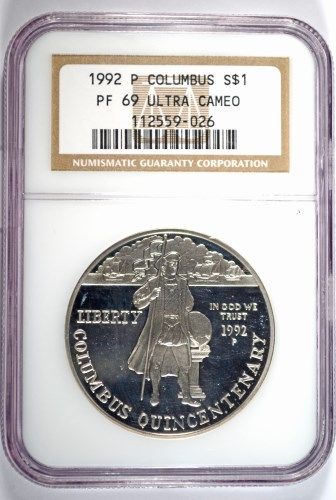 1992 P COLUMBUS S$1
PF 69 ULTRA CAMEO
112559-026
NUMISMATIC GUARANTY CORPORATION
LIBERTY
IN GOD WE
TRUST
1992
P
COLUMBUS QUINCENTENARY